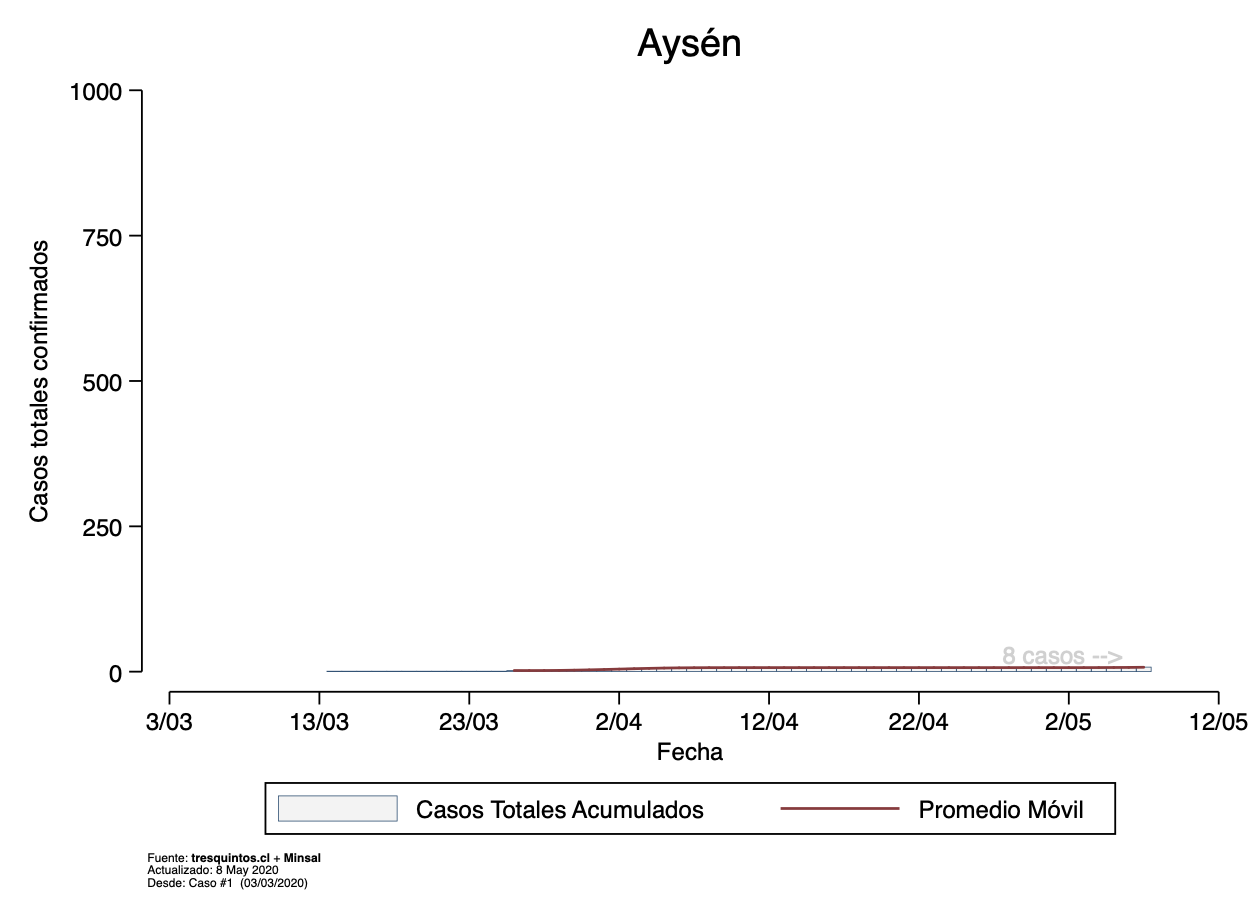 Aysén
1000
750
500
250
0
Casos totales confirmados
8 casos -->
3/03 13/03 23/03 2/04 12/04 22/04 2/05 12/05
Fecha
Casos Totales Acumulados Promedio Móvil
Fuente: tresquintos.cl + Minsal
Actualizado: 8 May 2020
Desde: Caso #1 (03/03/2020)